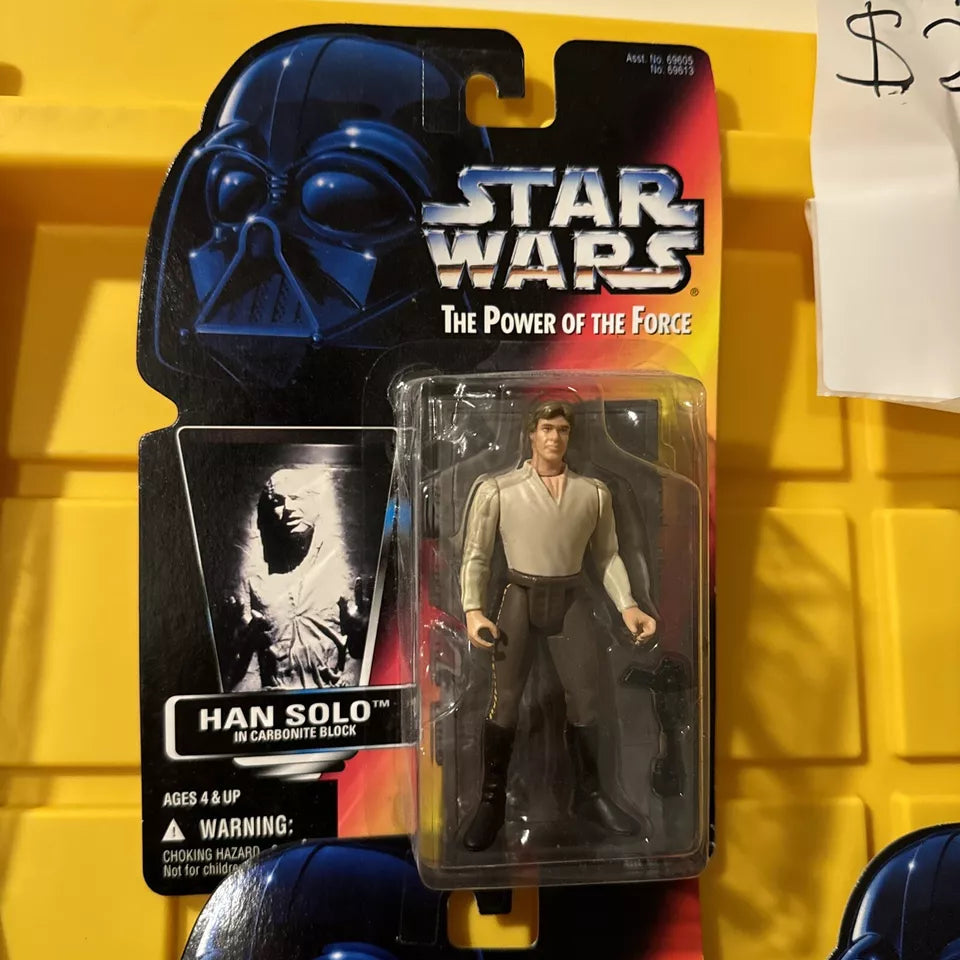 Asst. No. 69605
No. 69613
$
STAR
WARS®
THE POWER OF THE FORCE
HAN SOLO™
IN CARBONITE BLOCK
AGES 4 & UP
WARNING:
CHOKING HAZARD
Not for